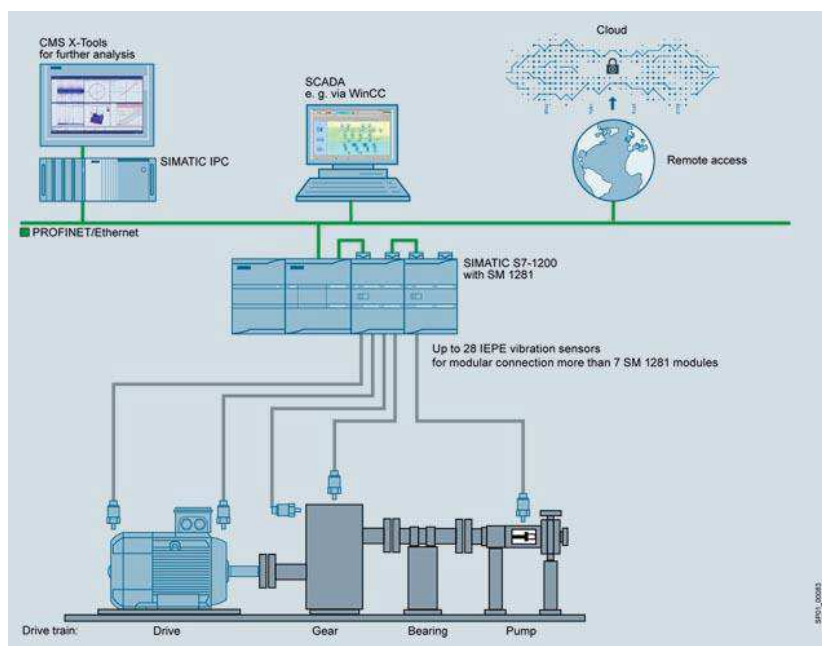 CMS X-Tools
for further analysis
SIMATIC IPC
SCADA
e. g. via WinCC
Cloud
Remote access
PROFINET/Ethernet
SIMATIC S7-1200
with SM 1281
Up to 28 IEPE vibration sensors
for modular connection more than 7 SM 1281 modules
Drive train:
Drive
Gear
Bearing
Pump
SP01_00083